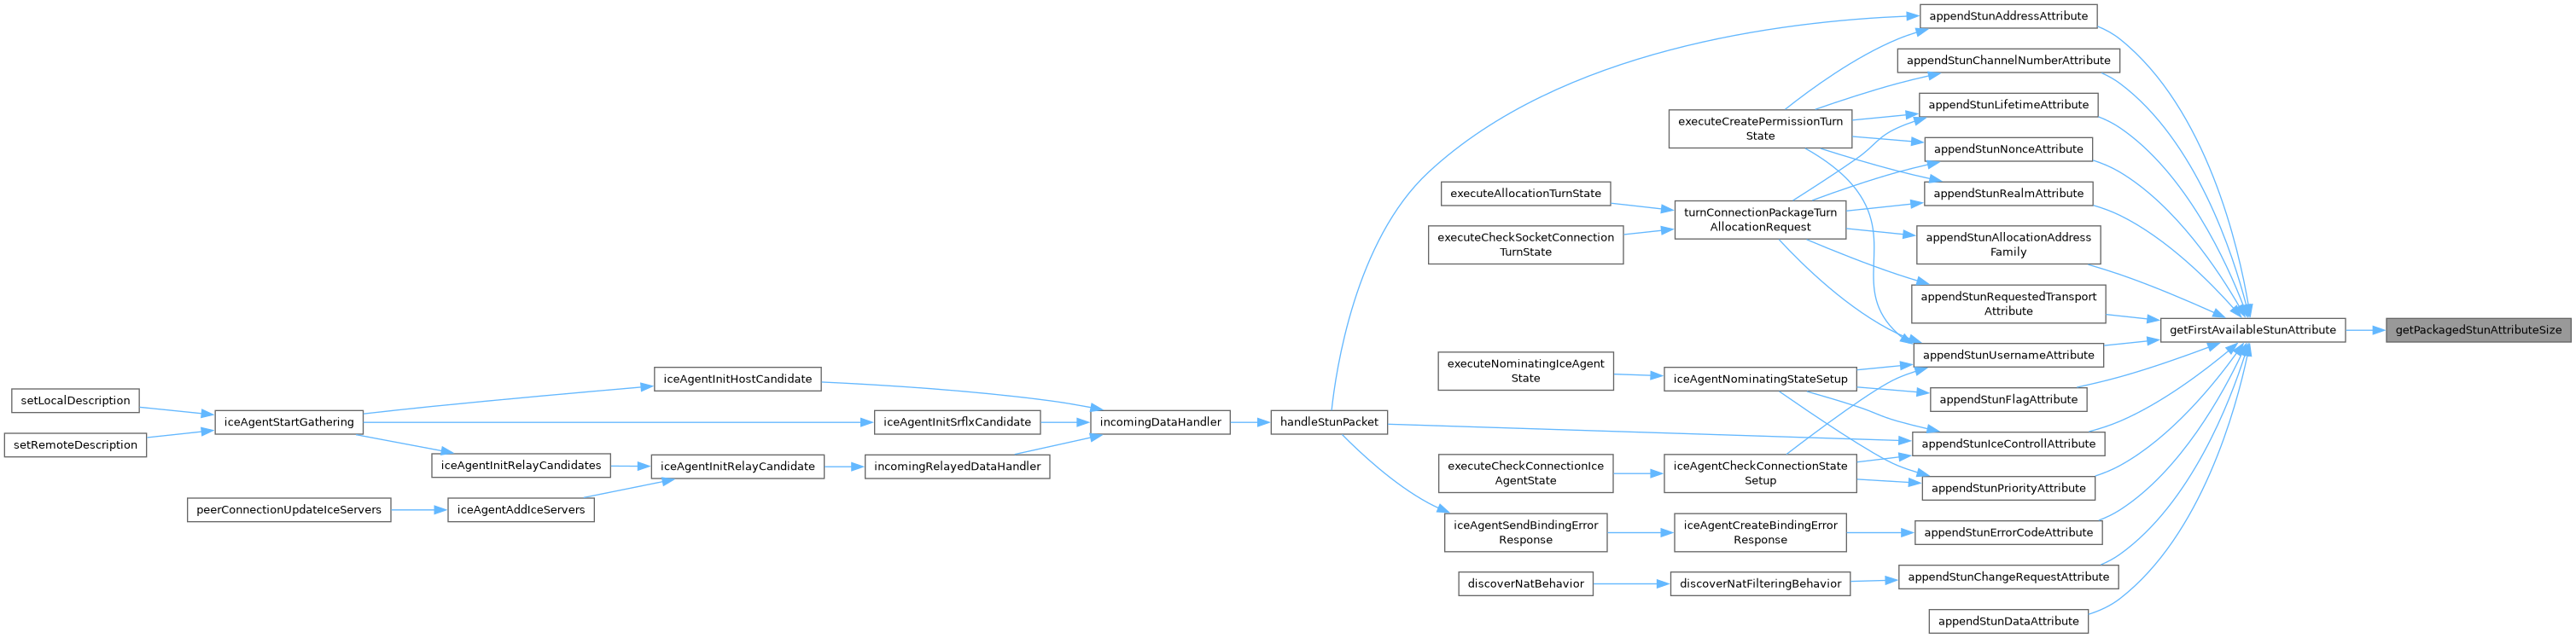 appendStunAddressAttribute
appendStunChannelNumberAttribute
appendStunLifetimeAttribute
executeCreatePermissionTurn
State
appendStunNonceAttribute
executeAllocationTurnState
appendStunRealmAttribute
turnConnectionPackageTurn
AllocationRequest
executeCheckSocketConnection
TurnState
appendStunAllocationAddress
Family
appendStunRequestedTransport
Attribute
getFirstAvailableStunAttribute
getPackagedStunAttributeSize
appendStunUsernameAttribute
executeNominatingIceAgent
State
iceAgentNominatingStateSetup
iceAgentInitHostCandidate
setLocalDescription
appendStunFlagAttribute
iceAgentStartGathering
iceAgentInitSrflxCandidate
incomingDataHandler
handleStunPacket
setRemoteDescription
appendStunIceControllAttribute
iceAgentInitRelayCandidates
iceAgentInitRelayCandidate
incomingRelayedDataHandler
executeCheckConnectionIce
AgentState
iceAgentCheckConnectionState
Setup
appendStunPriorityAttribute
peerConnectionUpdateIceServers
iceAgentAddIceServers
iceAgentSendBindingError
Response
iceAgentCreateBindingError
Response
appendStunErrorCodeAttribute
discoverNatBehavior
discoverNatFilteringBehavior
appendStunChangeRequestAttribute
appendStunDataAttribute